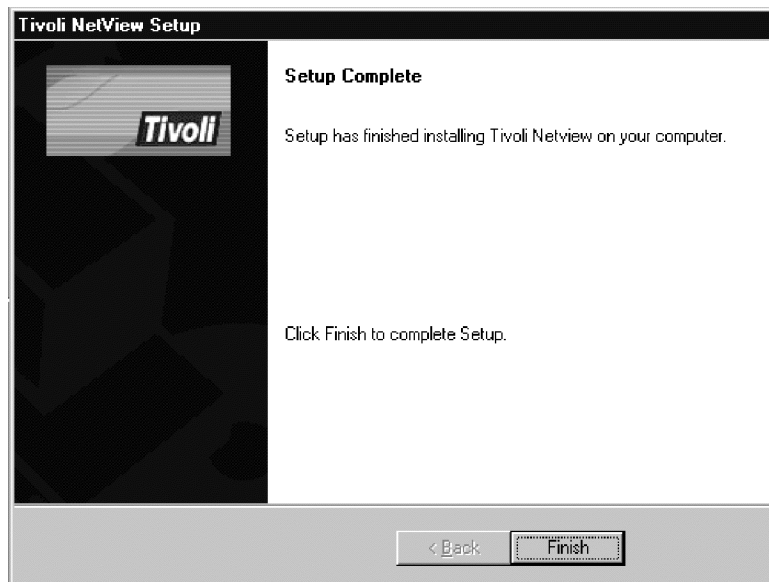 Tivoli NetView Setup
Tivoli
Setup Complete
Setup has finished installing Tivoli Netview on your computer.
Click Finish to complete Setup.
< Back
Finish